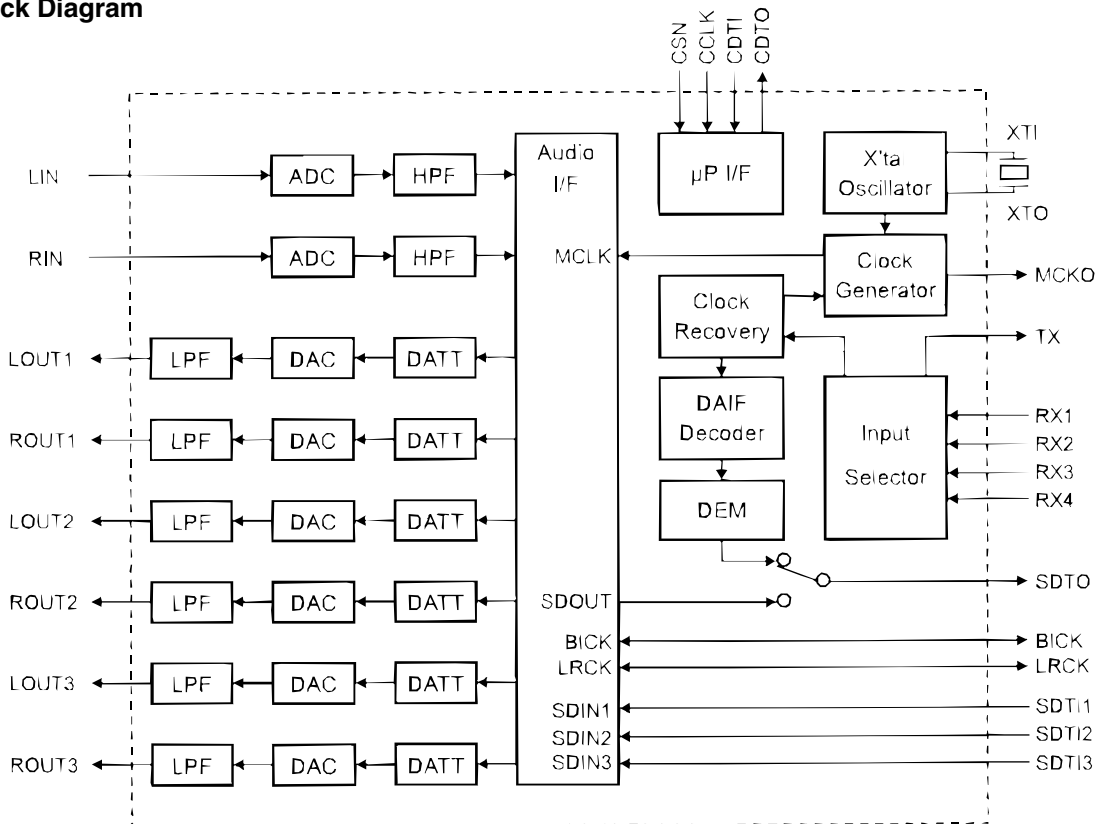 ck Diagram
CSN
CCLK
CDTI
CDTO
XTI
XTO
LIN
ADC
HPF
Audio
I/F
µP I/F
X'ta
Oscillator
RIN
ADC
HPF
MCLK
Clock
Generator
MCKO
Clock
Recovery
TX
LOUT1
LPF
DAC
DATT
DAIF
Decoder
Input
Selector
RX1
RX2
RX3
RX4
ROUT1
LPF
DAC
DATT
LOUT2
LPF
DAC
DATT
DEM
SDTO
ROUT2
LPF
DAC
DATT
SDOUT
BICK
BICK
LRCK
LRCK
LOUT3
LPF
DAC
DATT
SDIN1
SDTI1
SDIN2
SDTI2
ROUT3
LPF
DAC
DATT
SDIN3
SDTI3